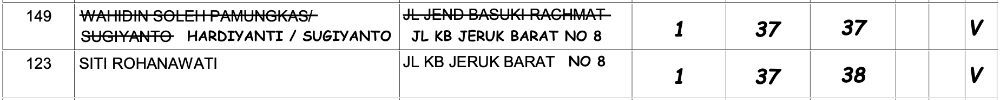 149 WAHIDIN SOLEH PAMUNGKAS/ JL JEND BASUKI RACHMAT
SUGIYANTO HARDIYANTI / SUGIYANTO JL KB JERUK BARAT NO 8 1 37 37 V
123 SITI ROHANAWATI JL KB JERUK BARAT NO 8 1 37 38 V